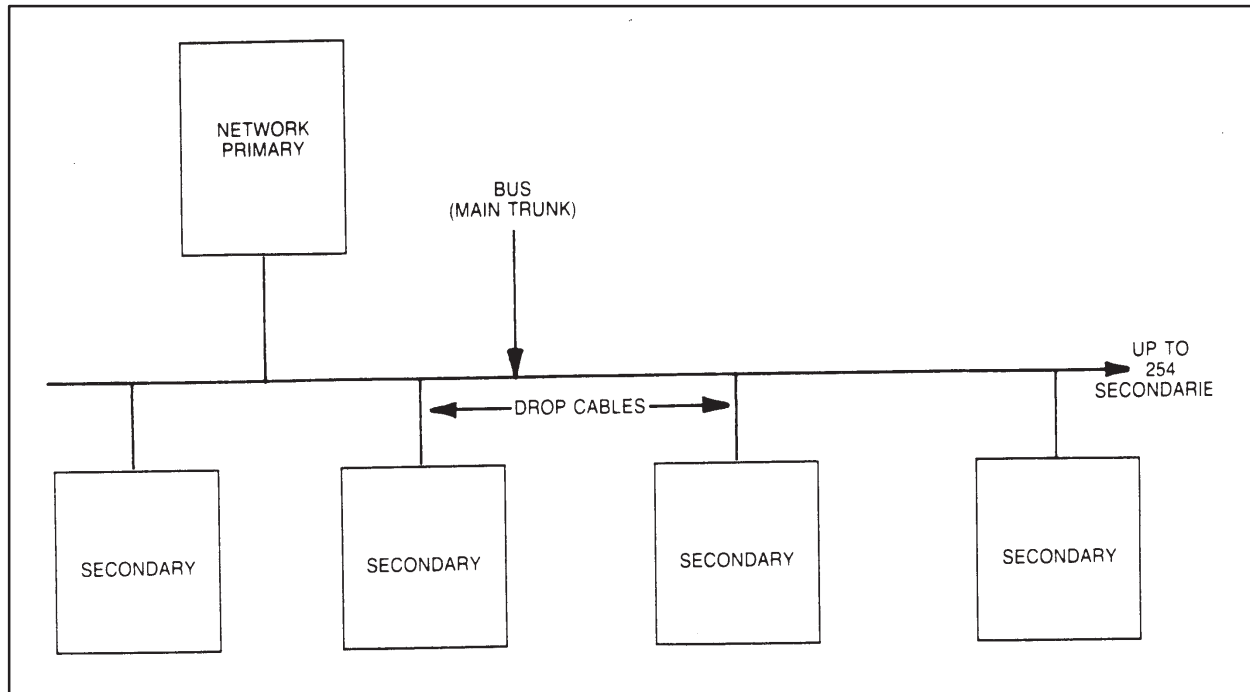 NETWORK
PRIMARY
BUS
(MAIN TRUNK)
UP TO
254
SECONDARIE
DROP CABLES
SECONDARY
SECONDARY
SECONDARY
SECONDARY